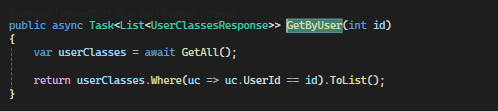 public async Task<List<UserClassesResponse>> GetByUser(int id)
{
var userClasses = await GetAll();
return userClasses.Where(uc => uc.UserId == id).ToList();
}